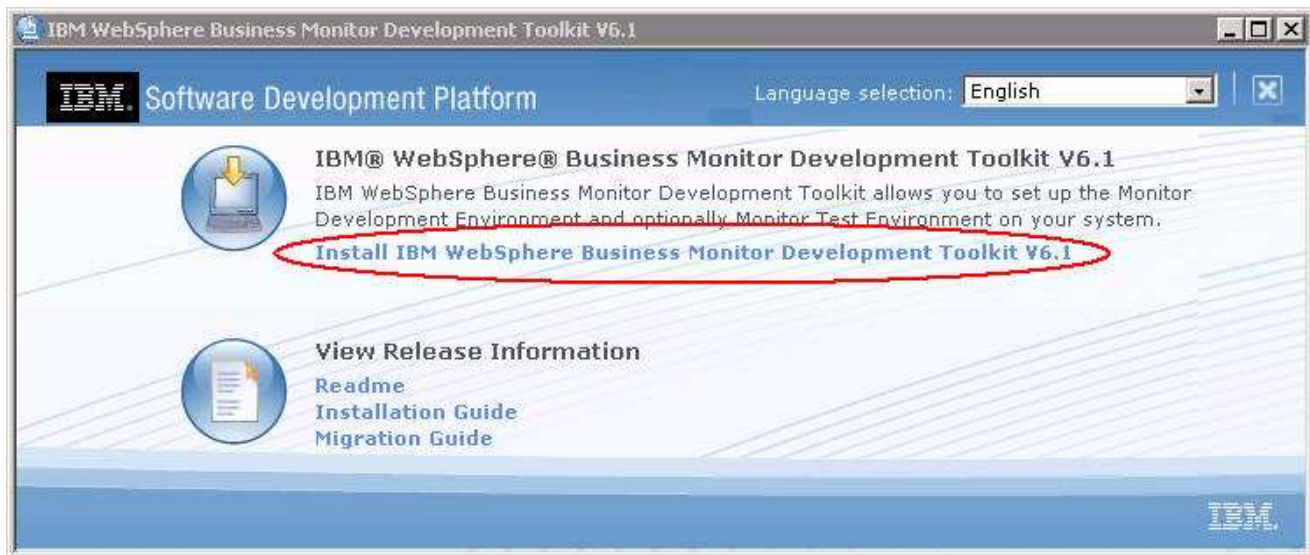 IBM WebSphere Business Monitor Development Toolkit V6.1
IBM. Software Development Platform
Language selection: English
IBM® WebSphere® Business Monitor Development Toolkit V6.1
IBM WebSphere Business Monitor Development Toolkit allows you to set up the Monitor
Development Environment and optionally Monitor Test Environment on your system.
Install IBM WebSphere Business Monitor Development Toolkit V6.1
View Release Information
Readme
Installation Guide
Migration Guide
IBM.